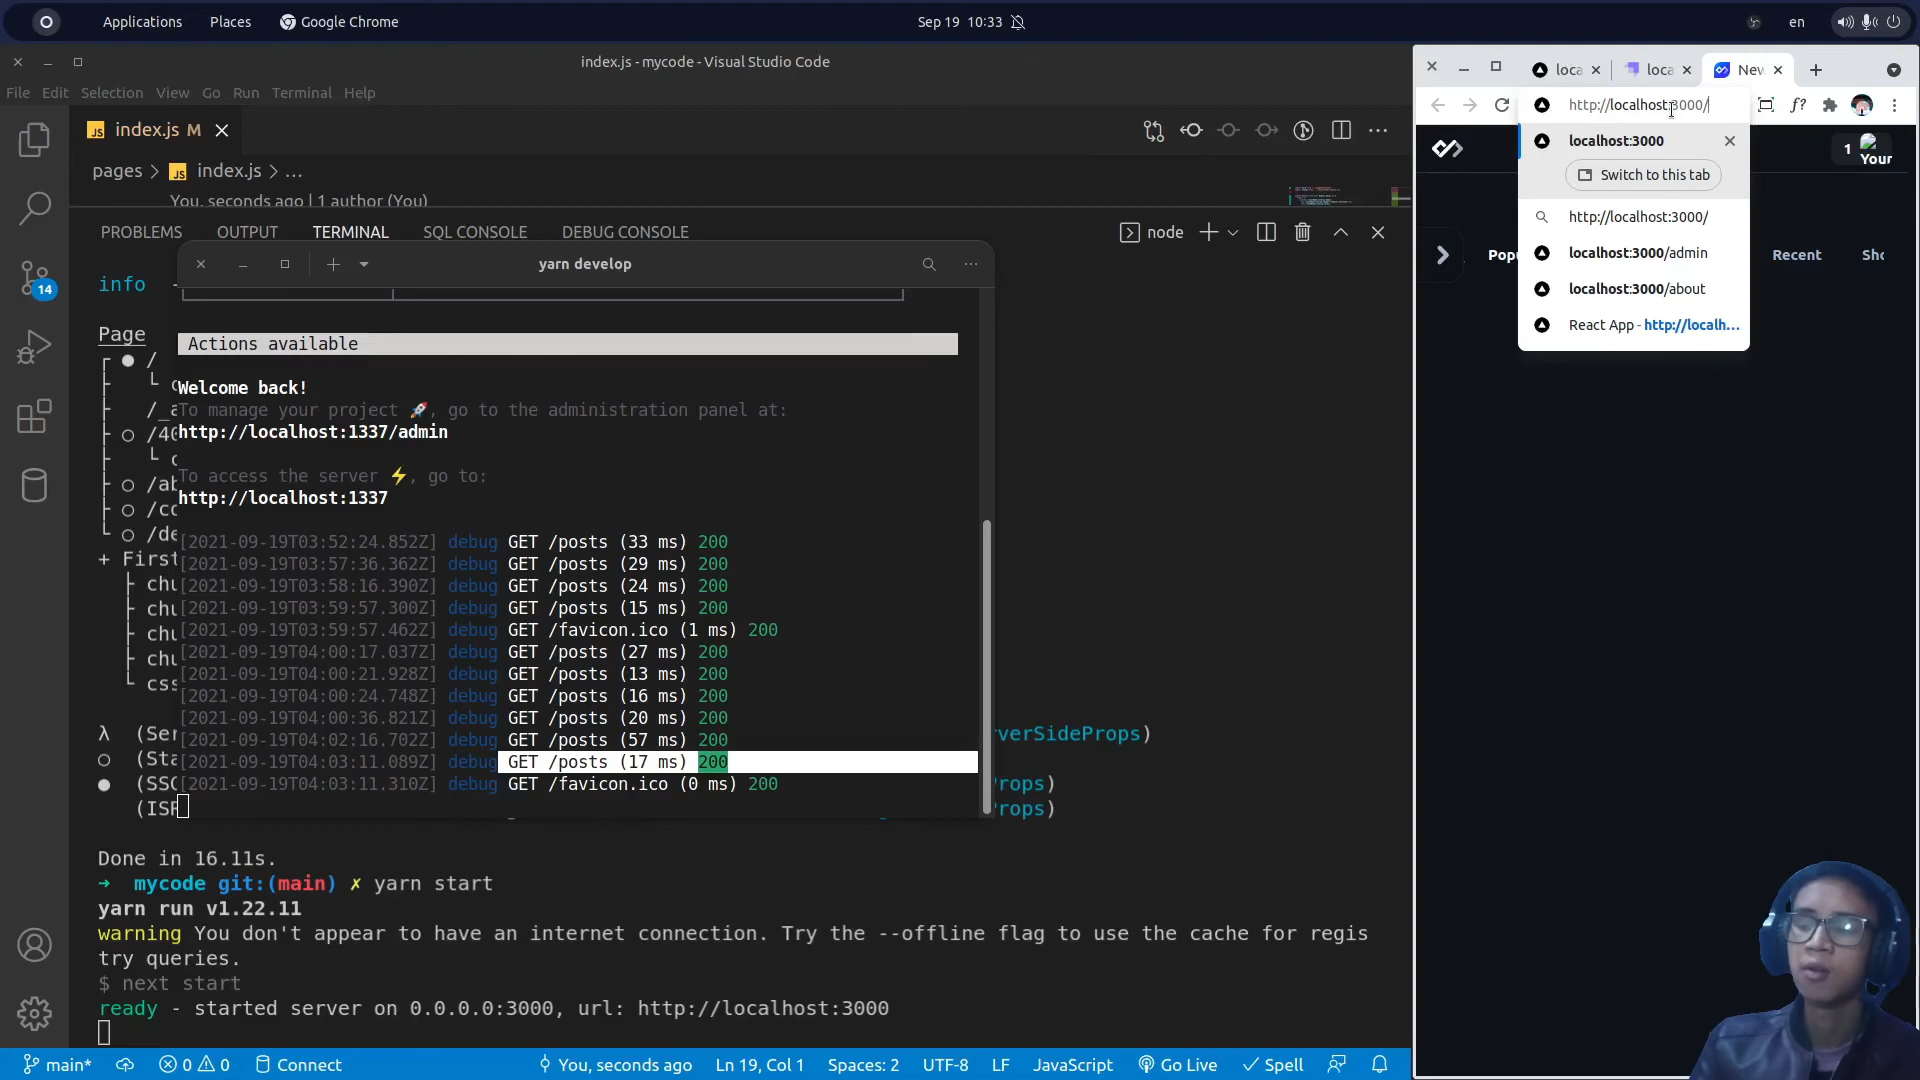 Applications Places Google Chrome
Sep 19 10:33
en
index.js - mycode - Visual Studio Code
File Edit Selection View Go Run Terminal Help
JS index.js M
pages > JS index.js > ...
You, seconds ago | 1 author (You)
PROBLEMS OUTPUT TERMINAL SQL CONSOLE DEBUG CONSOLE
node
14
info
Page
/
/40
+ First
css
λ
Done in 16.11s.
➜ mycode git:(main) ✗ yarn start
yarn run v1.22.11
warning You don't appear to have an internet connection. Try the --offline flag to use the cache for regis
try queries.
$ next start
ready - started server on 0.0.0.0:3000, url: http://localhost:3000
yarn develop
Actions available
Welcome back!
To manage your project 🚀, go to the administration panel at:
http://localhost:1337/admin
To access the server ⚡, go to:
http://localhost:1337
[2021-09-19T03:52:24.852Z] debug GET /posts (33 ms) 200
[2021-09-19T03:57:36.362Z] debug GET /posts (29 ms) 200
[2021-09-19T03:58:16.390Z] debug GET /posts (24 ms) 200
[2021-09-19T03:59:57.300Z] debug GET /posts (15 ms) 200
[2021-09-19T03:59:57.462Z] debug GET /favicon.ico (1 ms) 200
[2021-09-19T04:00:17.037Z] debug GET /posts (27 ms) 200
[2021-09-19T04:00:21.928Z] debug GET /posts (13 ms) 200
[2021-09-19T04:00:24.748Z] debug GET /posts (16 ms) 200
[2021-09-19T04:00:36.821Z] debug GET /posts (20 ms) 200
[2021-09-19T04:02:16.702Z] debug GET /posts (57 ms) 200
[2021-09-19T04:03:11.089Z] debug GET /posts (17 ms) 200
[2021-09-19T04:03:11.310Z] debug GET /favicon.ico (0 ms) 200
verSideProps)
Props)
Props)
main* 0 0 Connect You, seconds ago Ln 19, Col 1 Spaces: 2 UTF-8 LF JavaScript Go Live Spell
loca loca New
http://localhost:3000/
f?
localhost:3000
Switch to this tab
http://localhost:3000/
localhost:3000/admin
localhost:3000/about
React App - http://localh...
1 Your
Popu Recent Sho